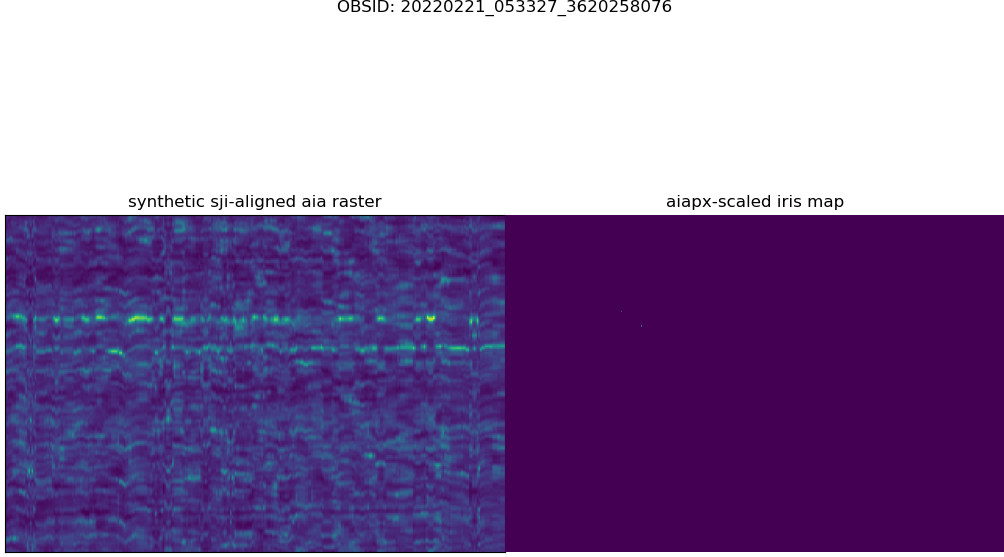 OBSID: 20220221_053327_3620258076
synthetic sji-aligned aia raster
aiapx-scaled iris map